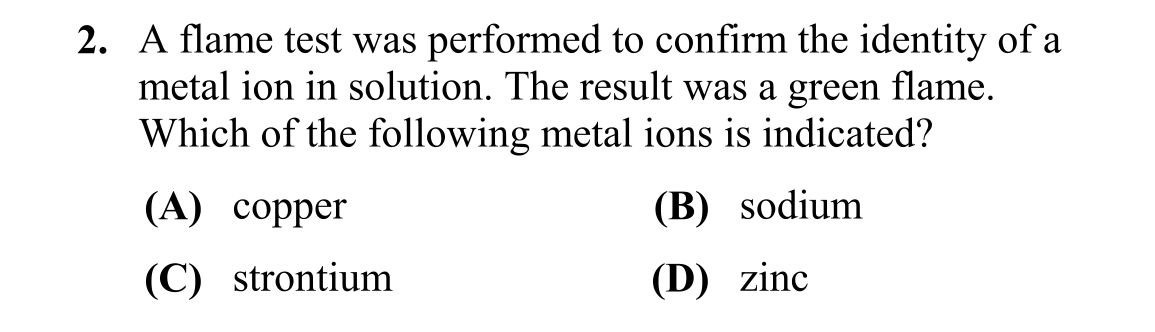 2. A flame test was performed to confirm the identity of a
metal ion in solution. The result was a green flame.
Which of the following metal ions is indicated?
(A) copper (B) sodium
(C) strontium (D) zinc